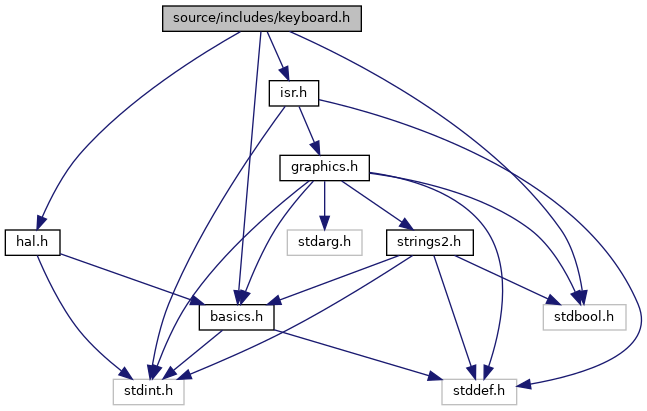 source/includes/keyboard.h
isr.h
graphics.h
hal.h
stdarg.h
strings2.h
basics.h
stdbool.h
stdint.h
stddef.h